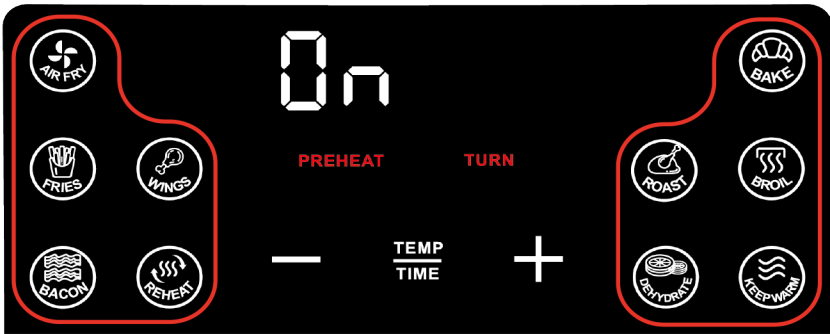 AIR FRY
On
BAKE
FRIES
WINGS
PREHEAT
TURN
ROAST
BROIL
BACON
REHEAT
TEMP
TIME
DEHYDRATE
KEEPWARM